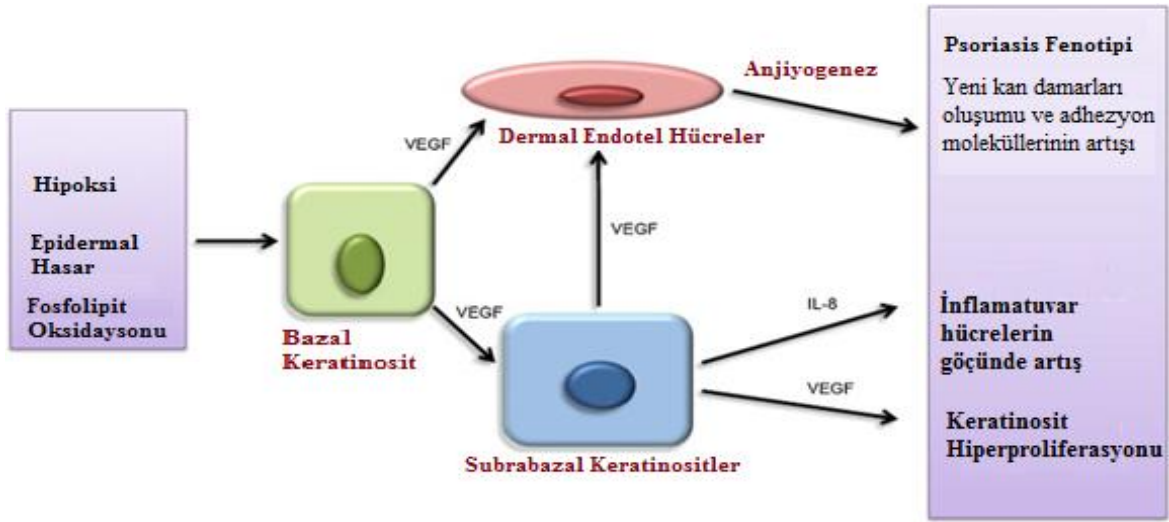 Hipoksi
Epidermal
Hasar
Fosfolipit
Oksidaysonu
VEGF
VEGF
Bazal
Keratinosit
Dermal Endotel Hücreler
VEGF
Subrabazal Keratinositler
Anjiyogenez
IL-8
VEGF
Psoriasis Fenotipi
Yeni kan damarları
oluşumu ve adhezyon
moleküllerinin artışı
İnflamatuvar
hücrelerin
göçünde artış
Keratinosit
Hiperproliferasyonu